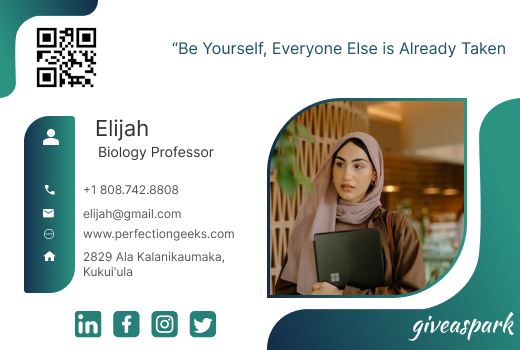 “Be Yourself, Everyone Else is Already Taken
Elijah
Biology Professor
+1 808.742.8808
elijah@gmail.com
www.perfectiongeeks.com
2829 Ala Kalanikaumaka,
Kukui'ula
in
giveaspark